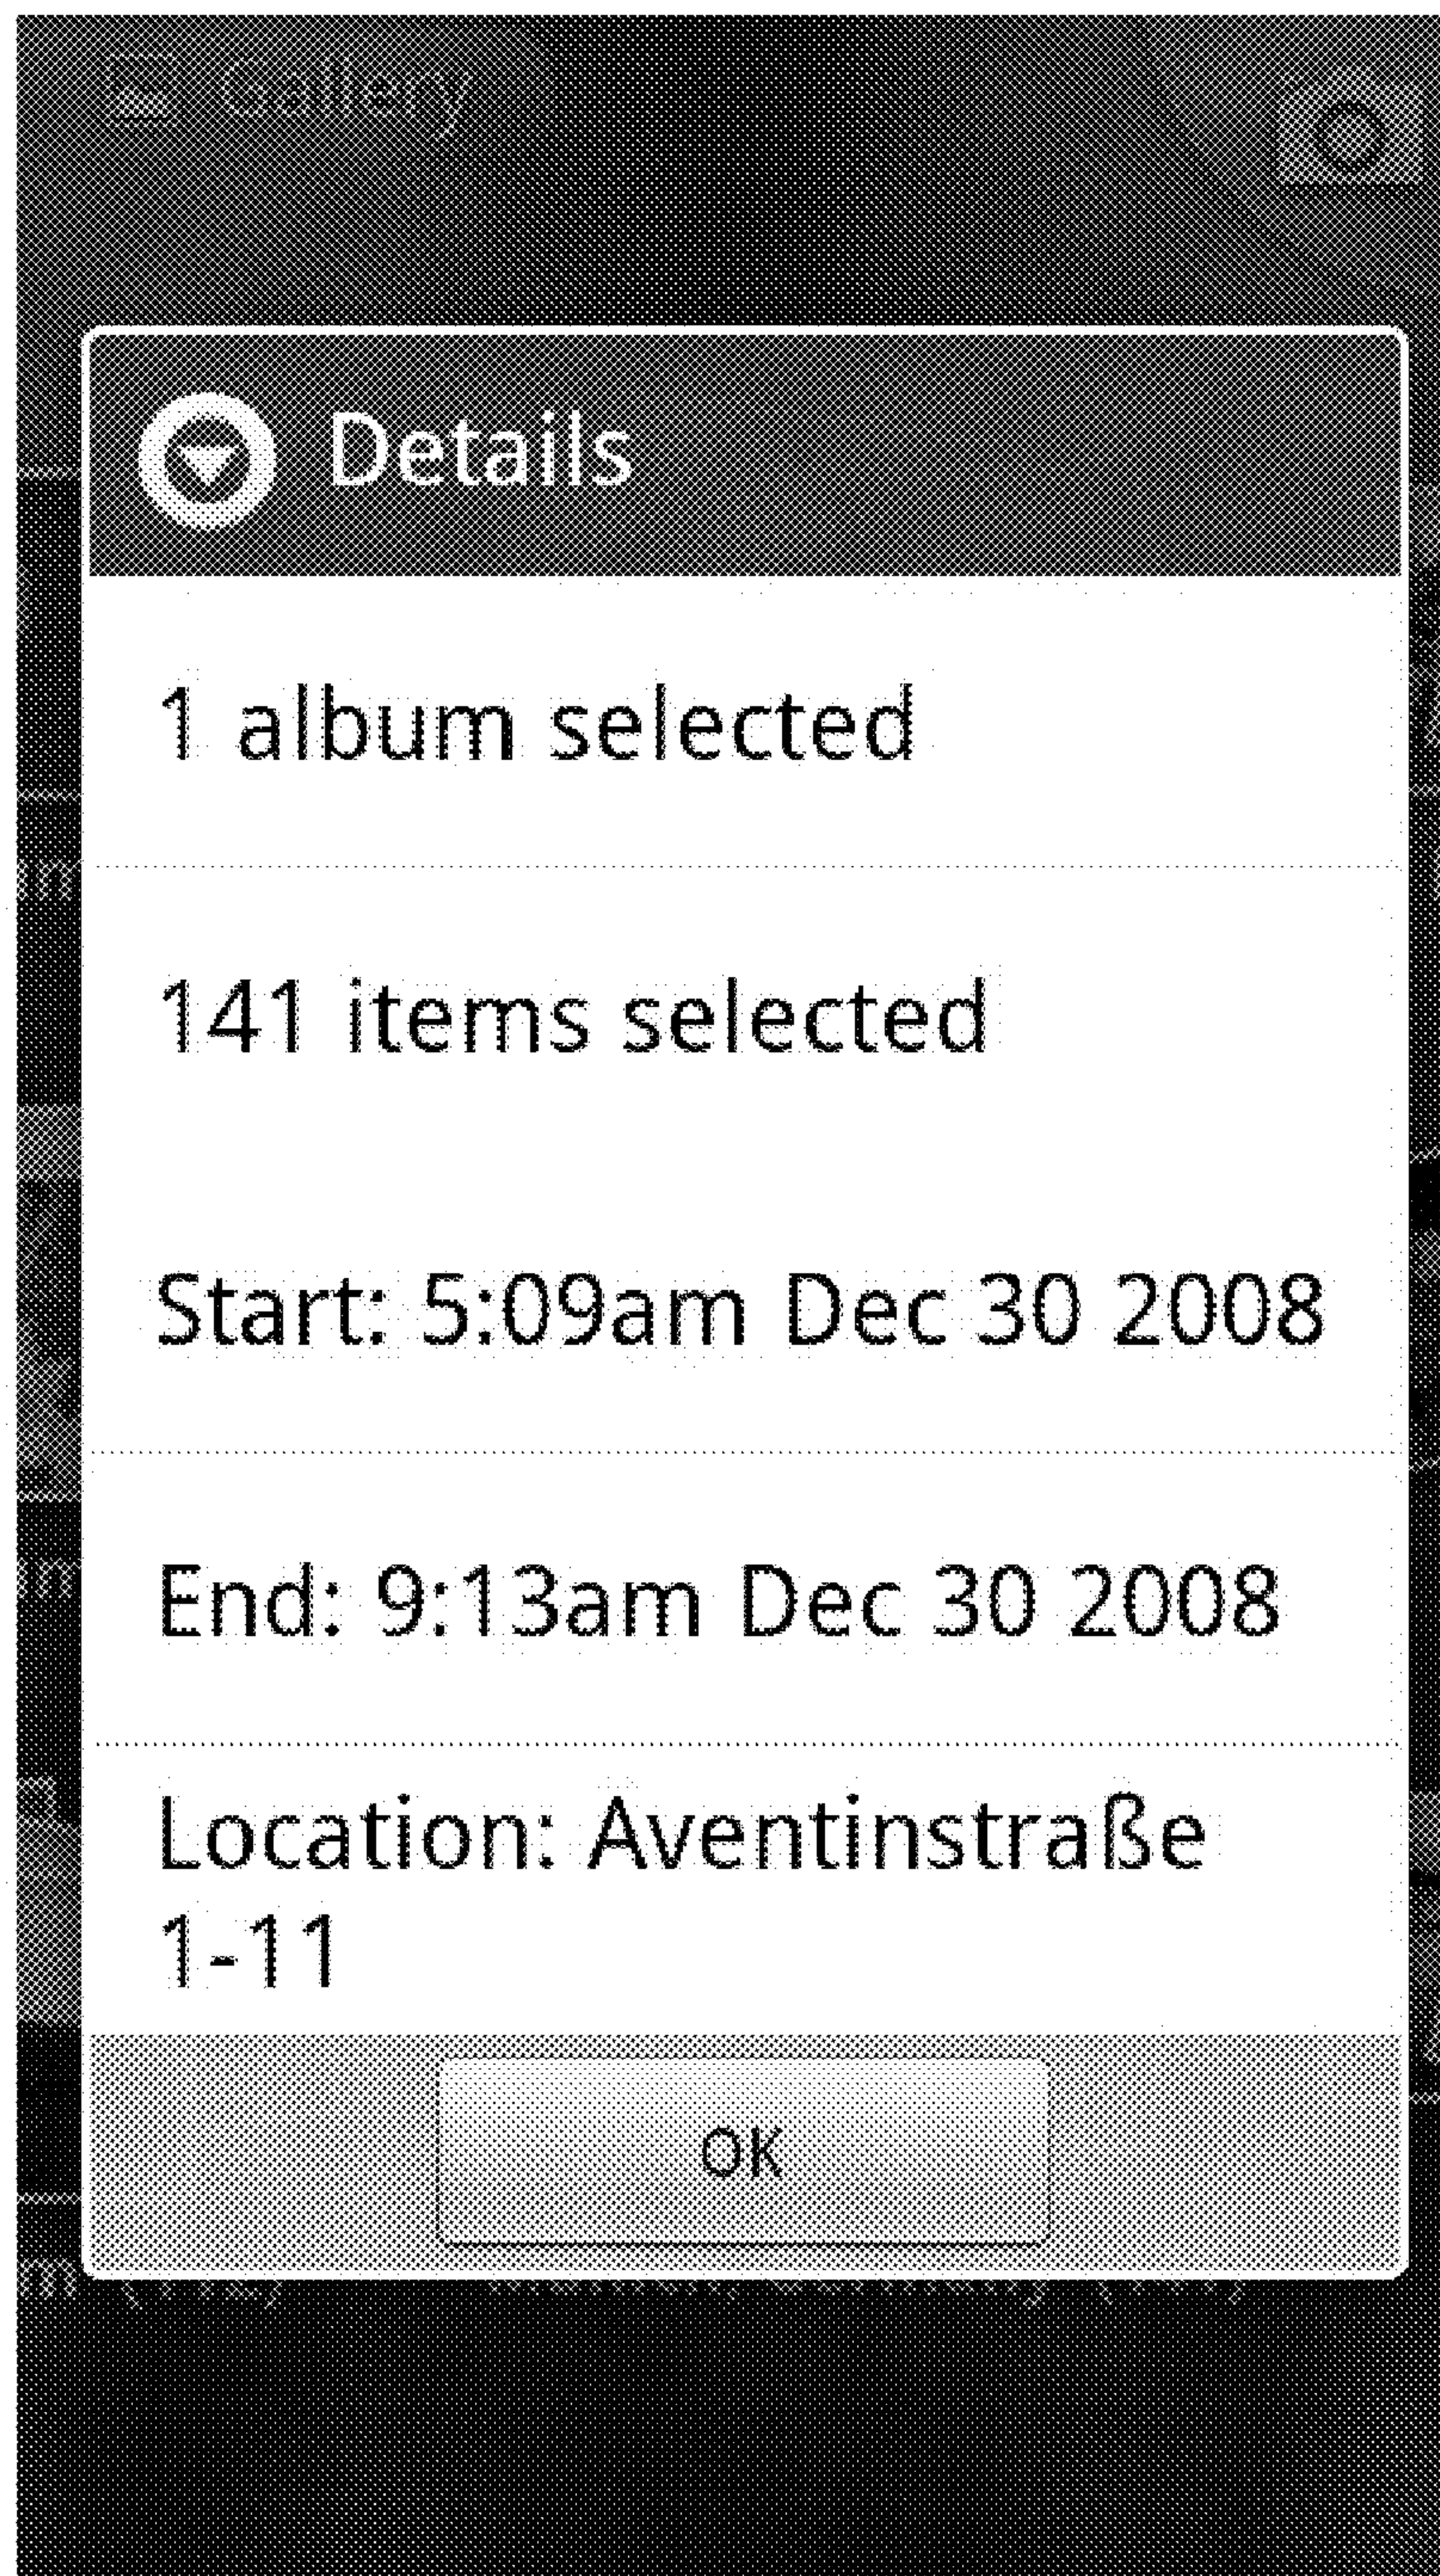 Gallery
Details
1 album selected
141 items selected
Start: 5:09am Dec 30 2008
End: 9:13am Dec 30 2008
Location: Aventinstraße
1-11
OK